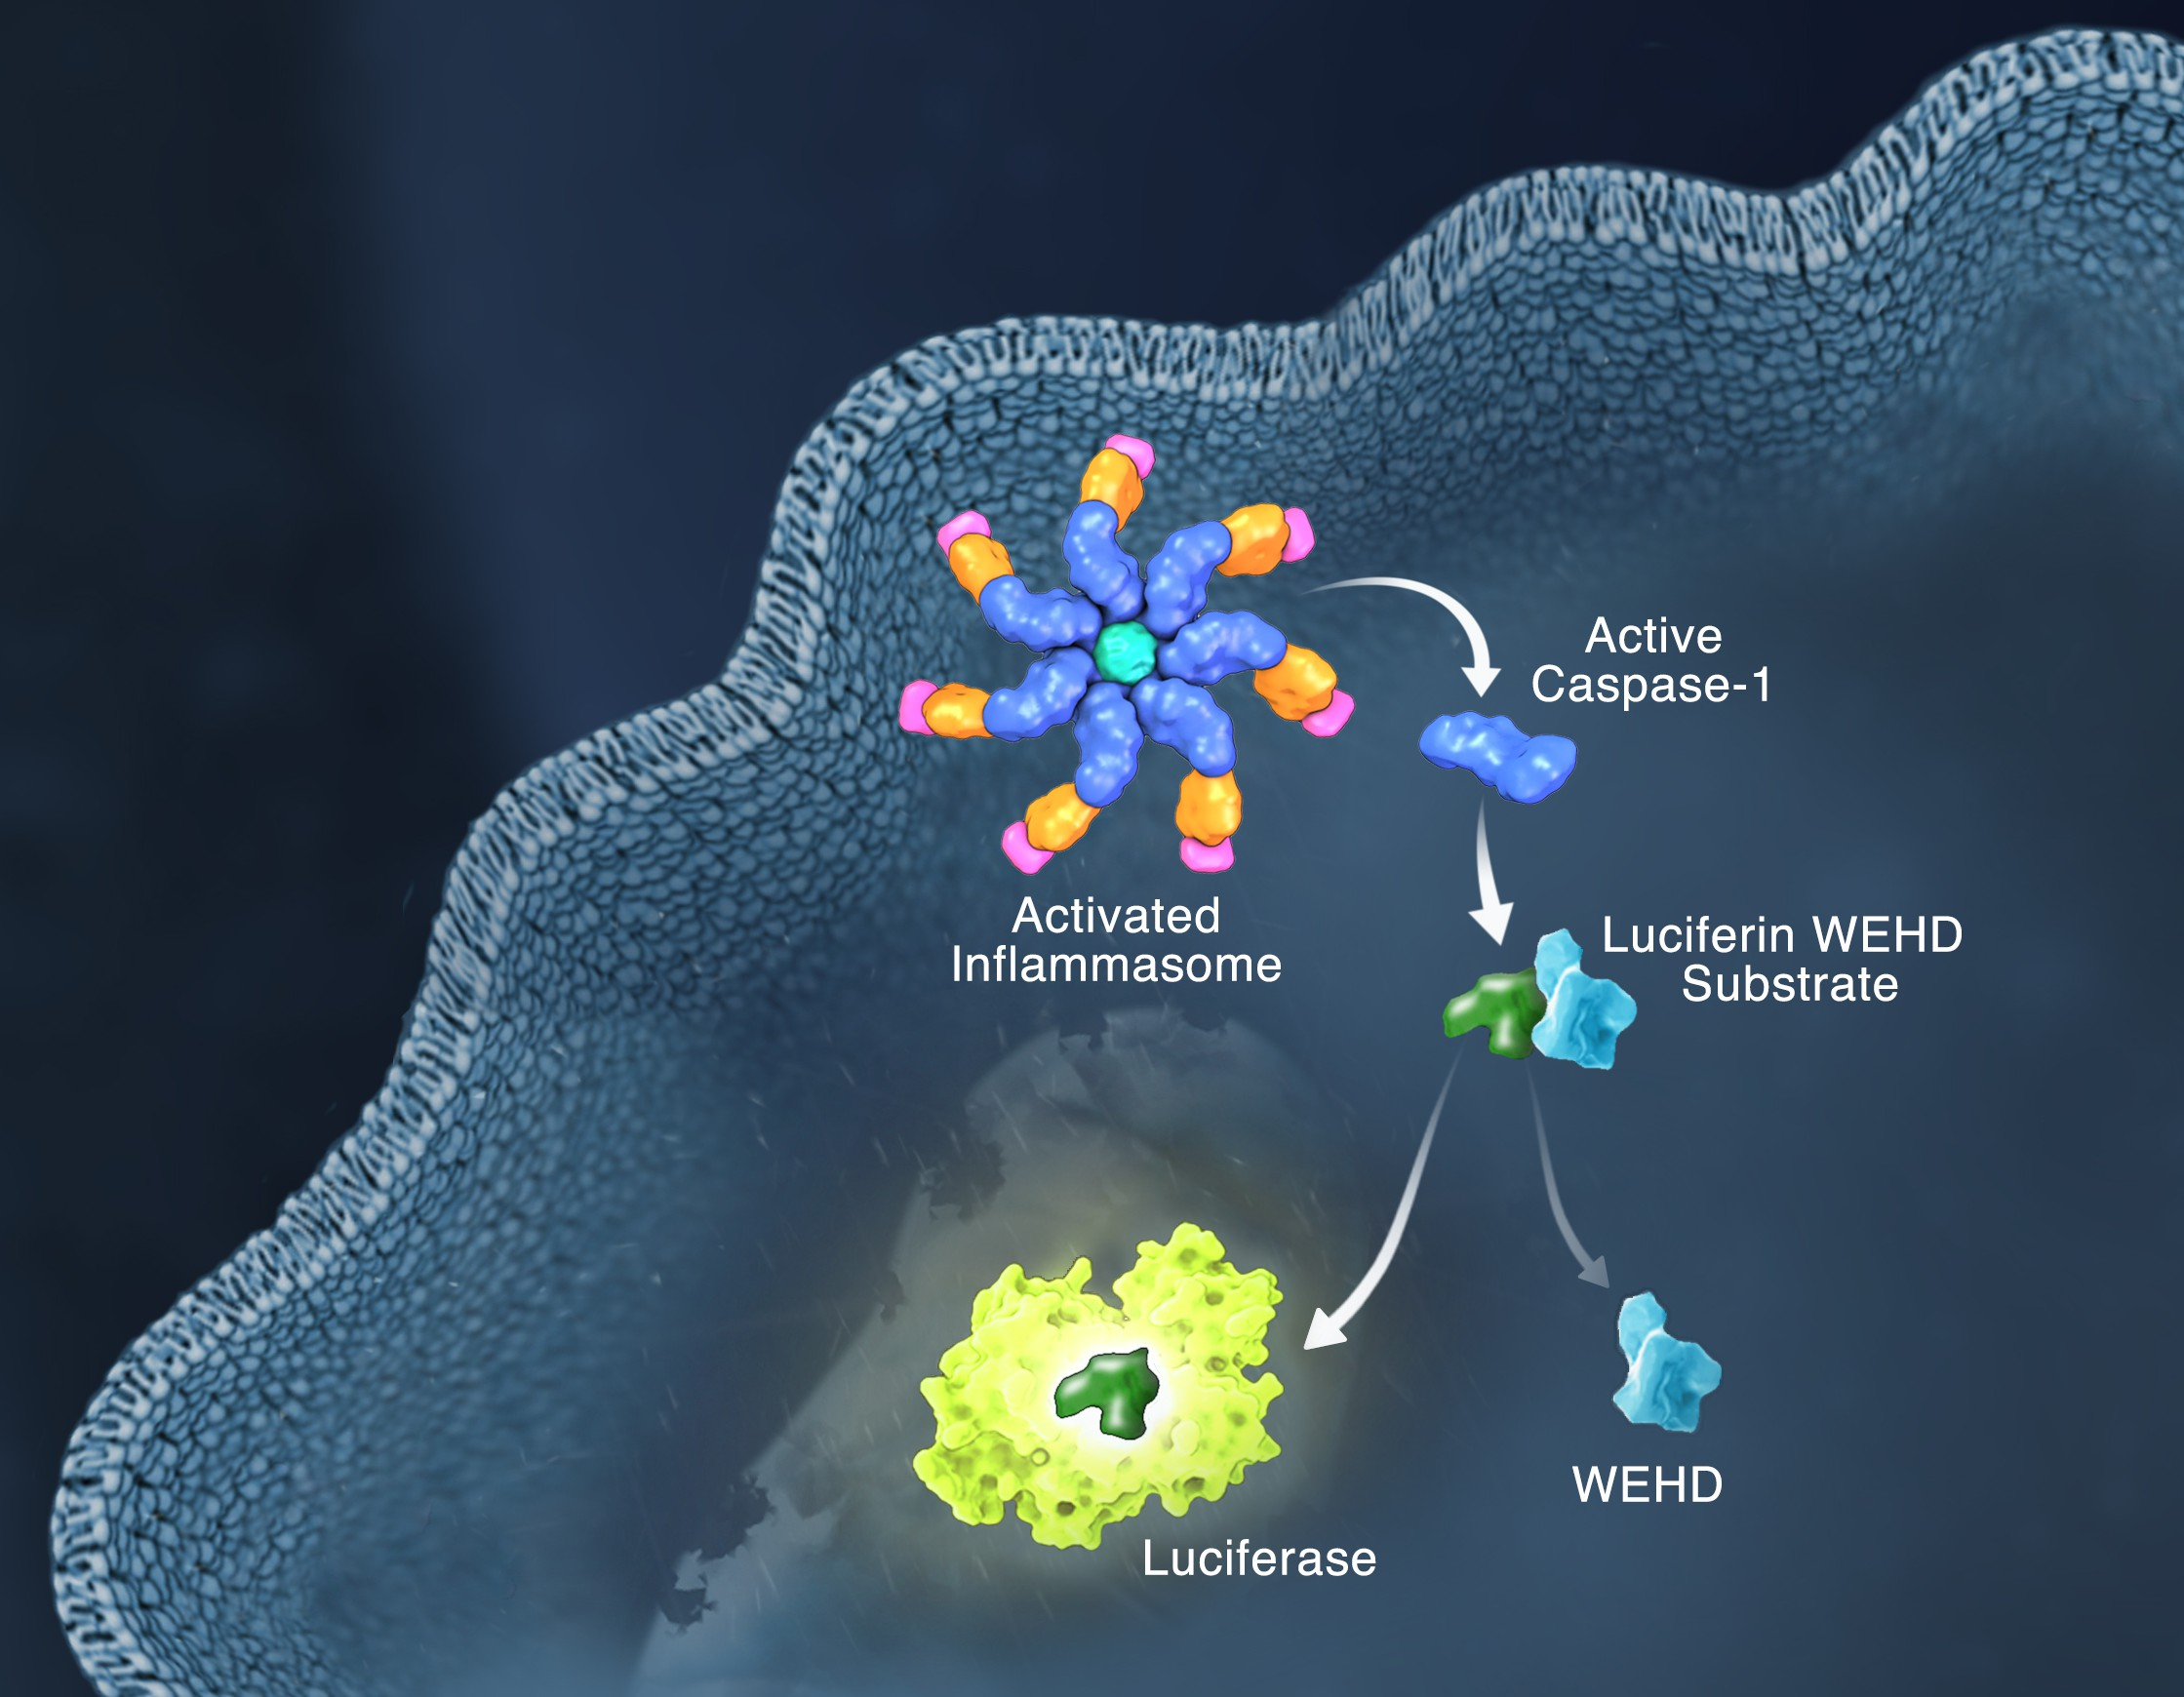 Active
Caspase-1
Activated
Inflammasome
Luciferin WEHD
Substrate
WEHD
Luciferase